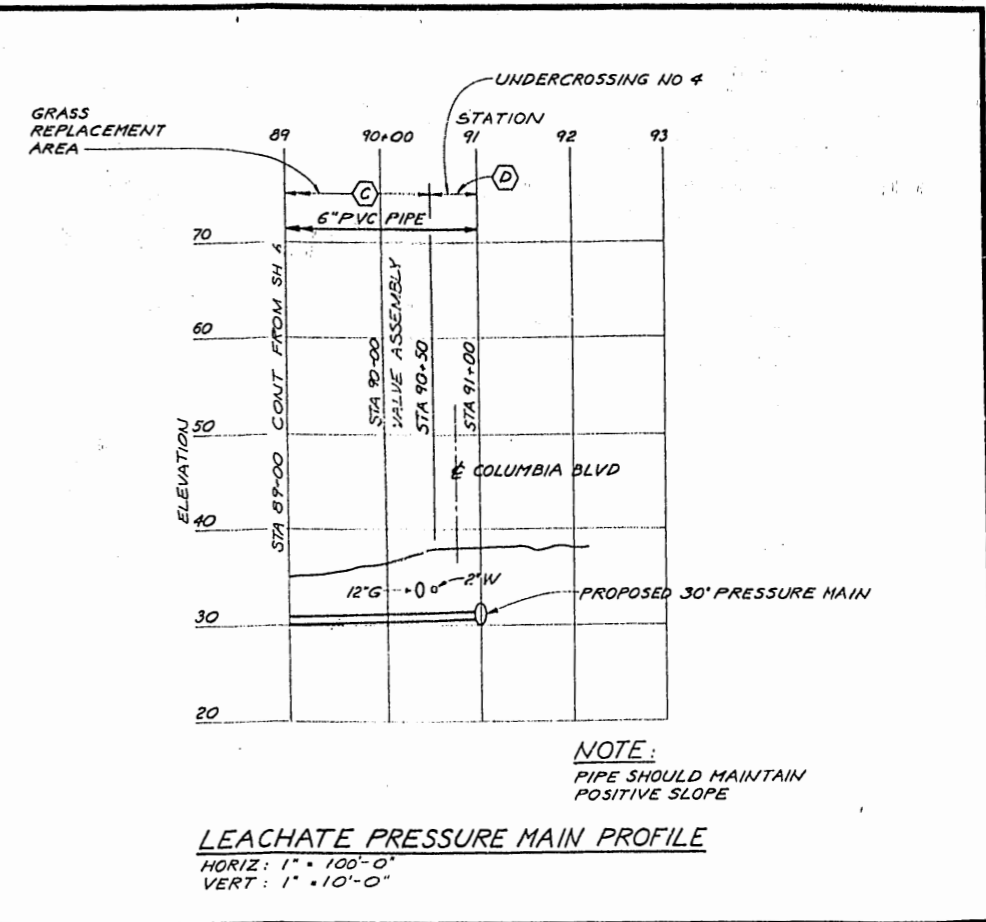 UNDERCROSSING NO 4
GRASS
REPLACEMENT
AREA
STATION
89
90+00
91
92
93
C
D
6" PVC PIPE
70
60
50
40
30
20
ELEVATION
STA 89+00 CONT FROM SH
STA 90+00
VALVE ASSEMBLY
STA 90+50
STA 91+00
℄ COLUMBIA BLVD
12"G
2"W
PROPOSED 30" PRESSURE MAIN
NOTE:
PIPE SHOULD MAINTAIN
POSITIVE SLOPE
LEACHATE PRESSURE MAIN PROFILE
HORIZ: 1" = 100'-0"
VERT: 1" = 10'-0"